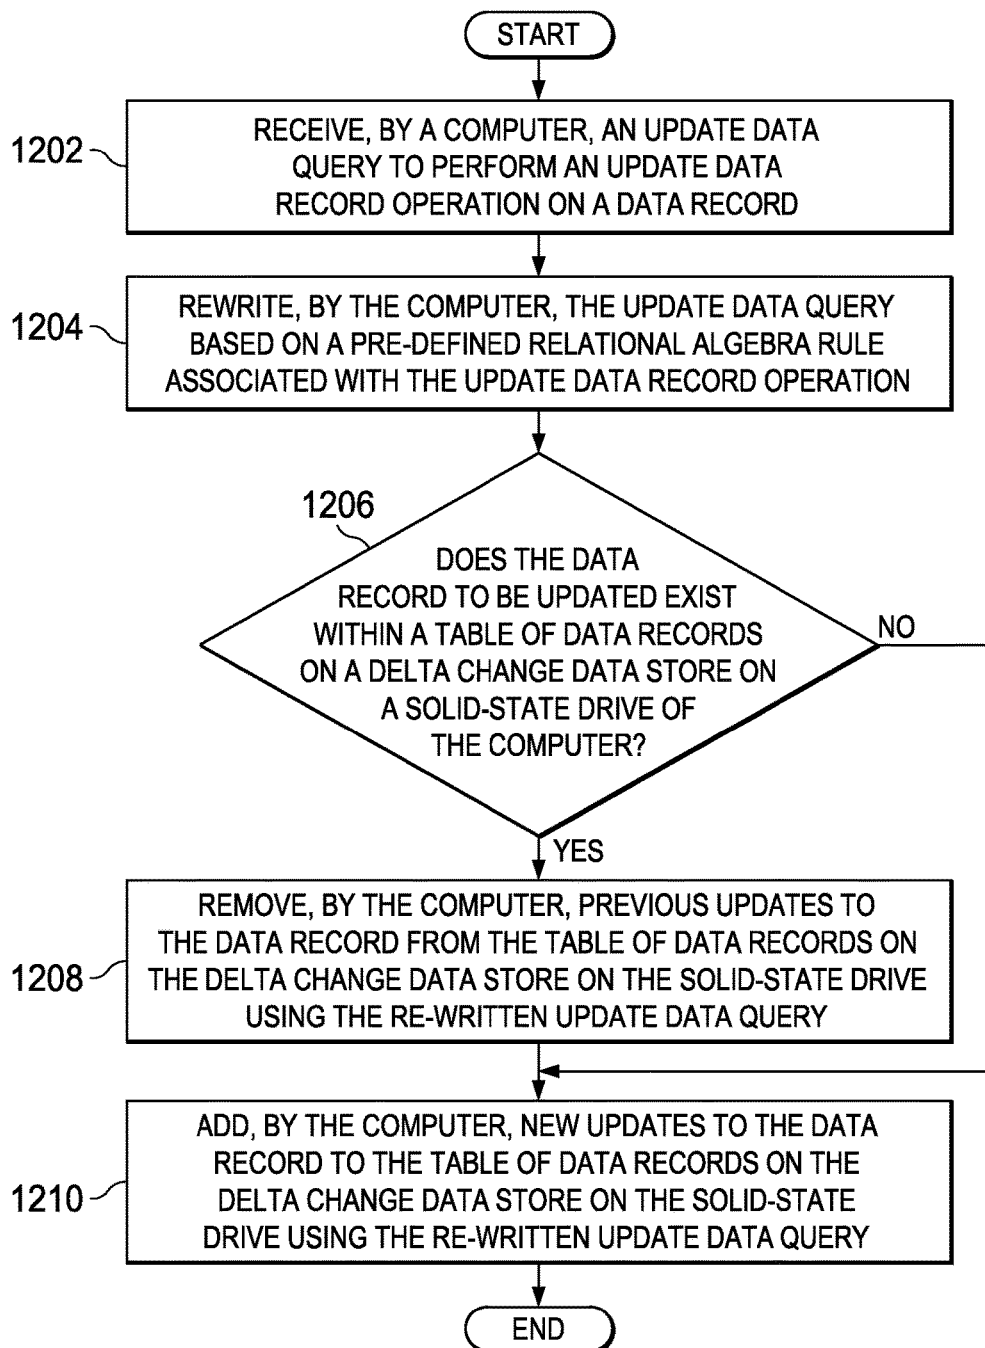 START
1202
RECEIVE, BY A COMPUTER, AN UPDATE DATA
QUERY TO PERFORM AN UPDATE DATA
RECORD OPERATION ON A DATA RECORD
1204
REWRITE, BY THE COMPUTER, THE UPDATE DATA QUERY
BASED ON A PRE-DEFINED RELATIONAL ALGEBRA RULE
ASSOCIATED WITH THE UPDATE DATA RECORD OPERATION
1206
DOES THE DATA
RECORD TO BE UPDATED EXIST
WITHIN A TABLE OF DATA RECORDS
ON A DELTA CHANGE DATA STORE ON
A SOLID-STATE DRIVE OF
THE COMPUTER?
NO
YES
1208
REMOVE, BY THE COMPUTER, PREVIOUS UPDATES TO
THE DATA RECORD FROM THE TABLE OF DATA RECORDS ON
THE DELTA CHANGE DATA STORE ON THE SOLID-STATE DRIVE
USING THE RE-WRITTEN UPDATE DATA QUERY
1210
ADD, BY THE COMPUTER, NEW UPDATES TO THE DATA
RECORD TO THE TABLE OF DATA RECORDS ON THE
DELTA CHANGE DATA STORE ON THE SOLID-STATE
DRIVE USING THE RE-WRITTEN UPDATE DATA QUERY
END